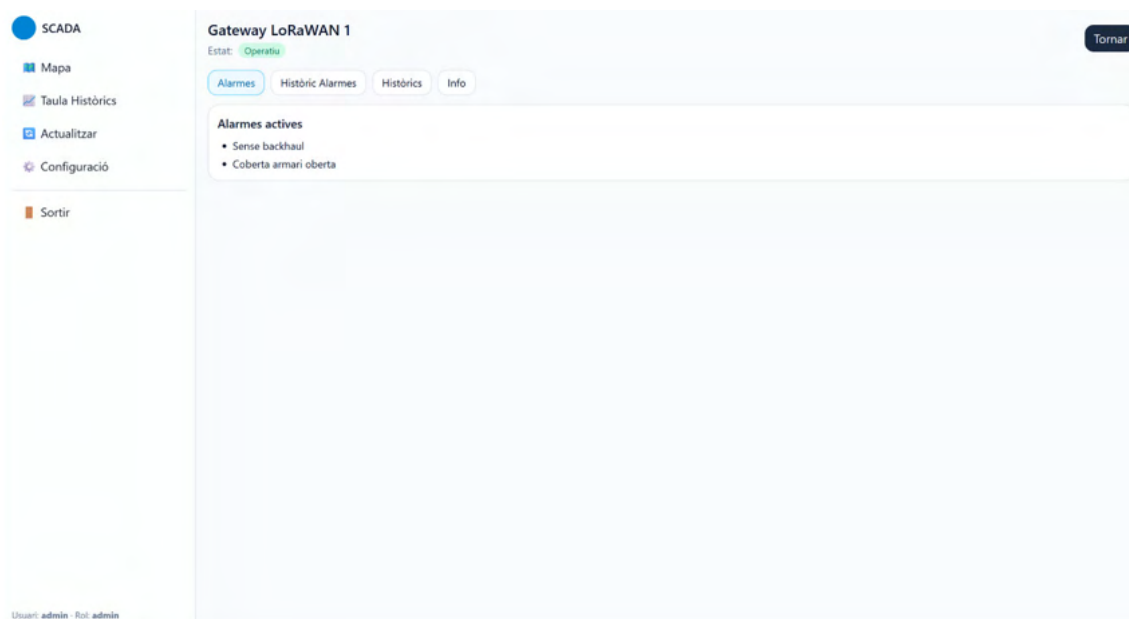 SCADA
Mapa
Taula Històrics
Actualitzar
Configuració
Sortir
Usuari: admin · Rol: admin
Gateway LoRaWAN 1
Estat: Operatiu
Tornar
Alarmes Històric Alarmes Històrics Info
Alarmes actives
• Sense backhaul
• Coberta armari oberta